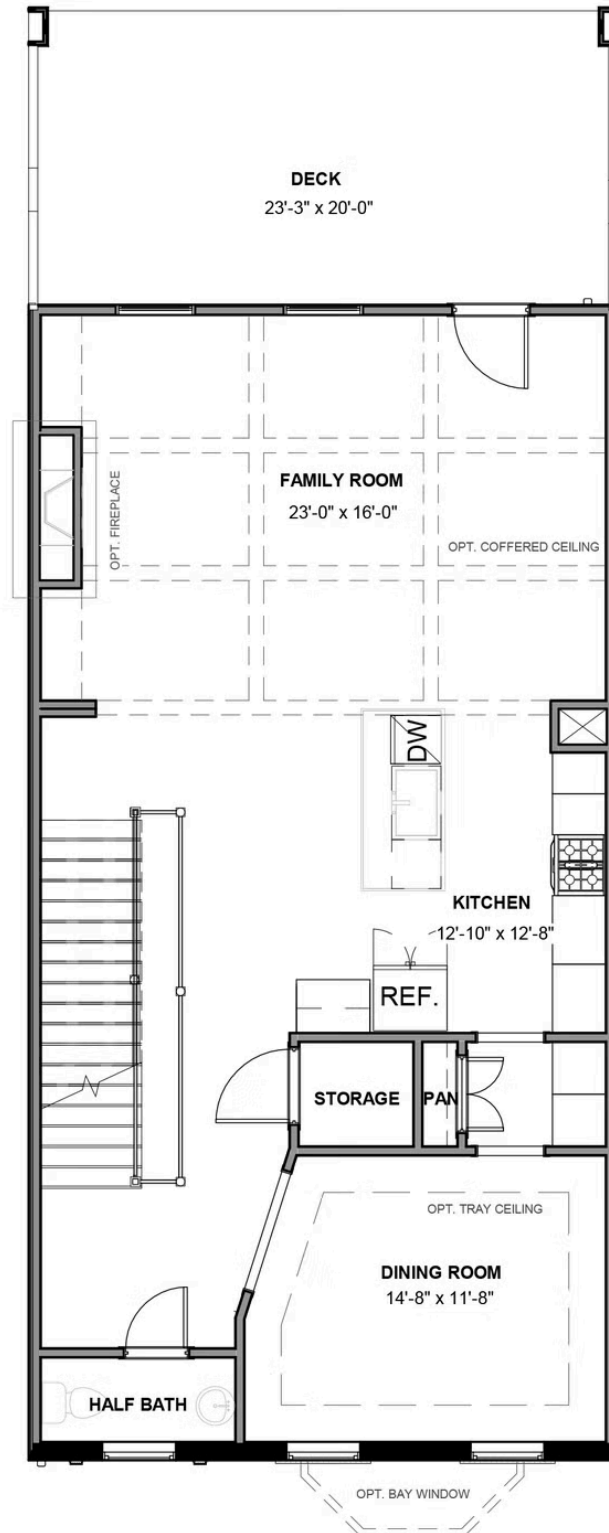 DECK
23'-3" x 20'-0"
FAMILY ROOM
23'-0" x 16'-0"
OPT. FIREPLACE
OPT. COFFERED CEILING
DW
KITCHEN
12'-10" x 12'-8"
REF.
STORAGE
PAN
OPT. TRAY CEILING
DINING ROOM
14'-8" x 11'-8"
HALF BATH
OPT. BAY WINDOW